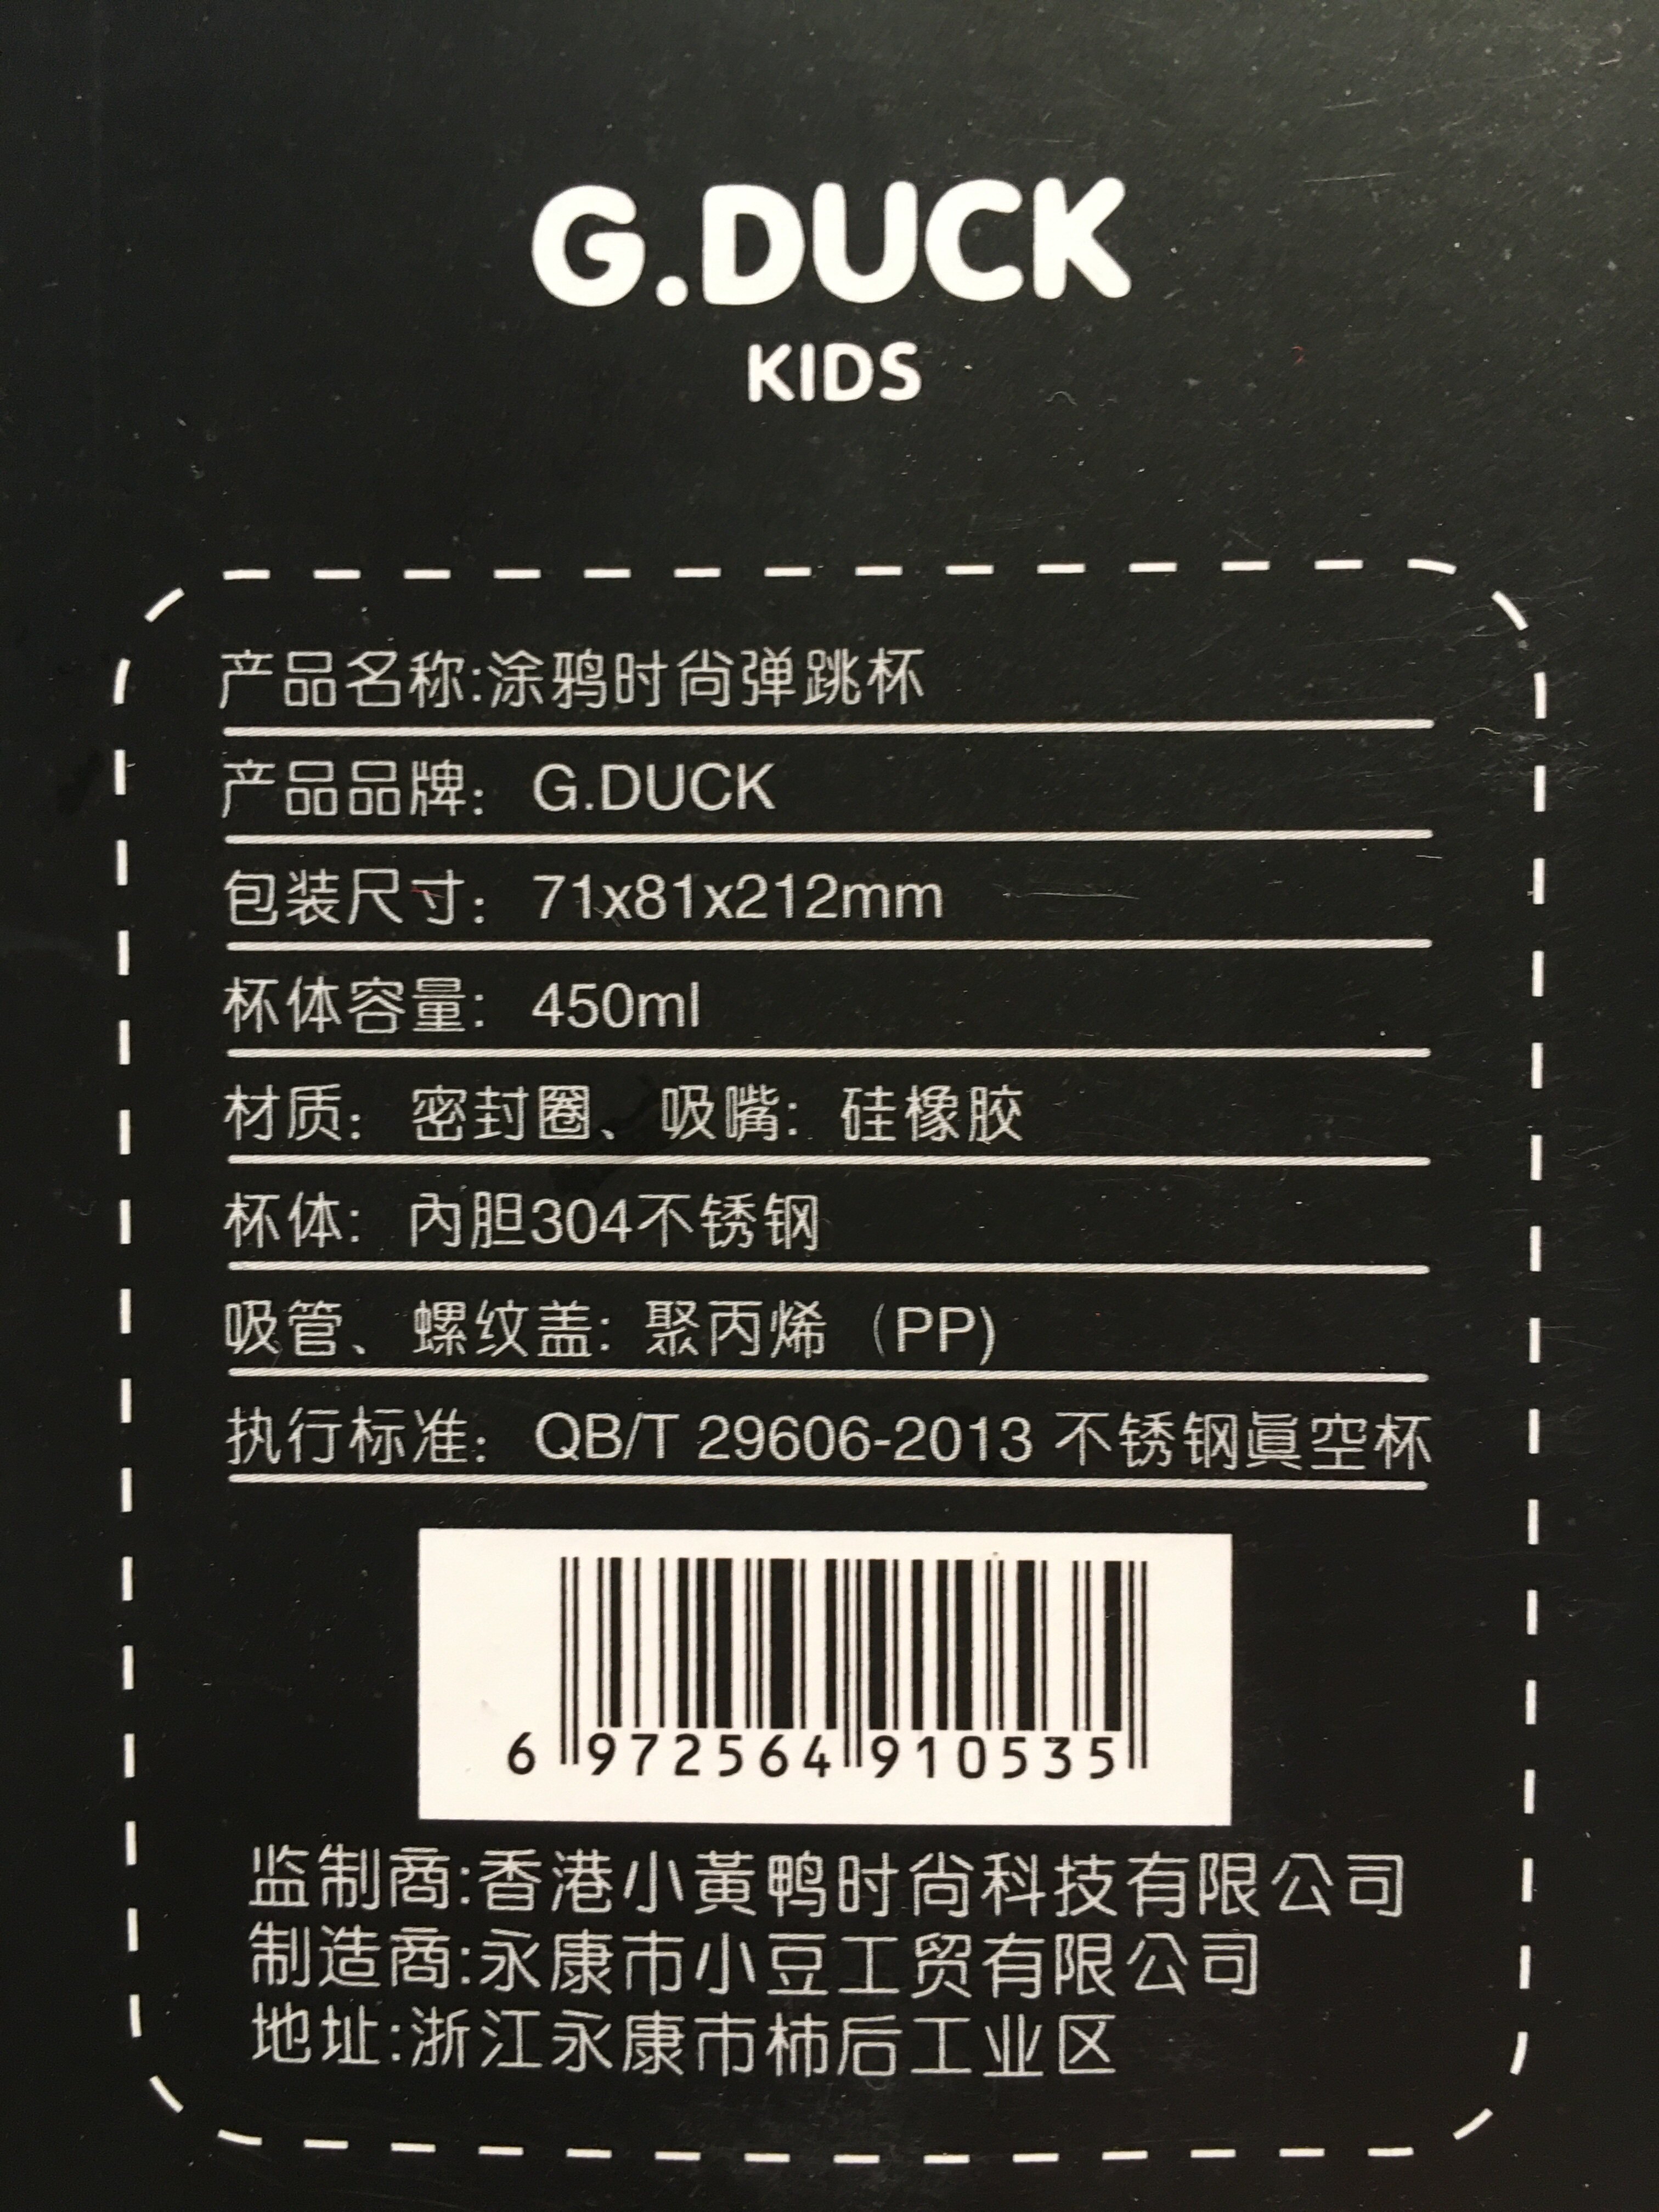 G.DUCK
KIDS
产品名称:涂鸦时尚弹跳杯
产品品牌： G.DUCK
包装尺寸： 71x81x212mm
杯体容量： 450ml
材质： 密封圈、吸嘴： 硅橡胶
杯体： 内胆304不锈钢
吸管、螺纹盖： 聚丙烯（PP)
执行标准： QB/T 29606-2013 不锈钢真空杯
6 972564 910535
监制商:香港小黄鸭时尚科技有限公司
制造商:永康市小豆工贸有限公司
地址:浙江永康市柿后工业区